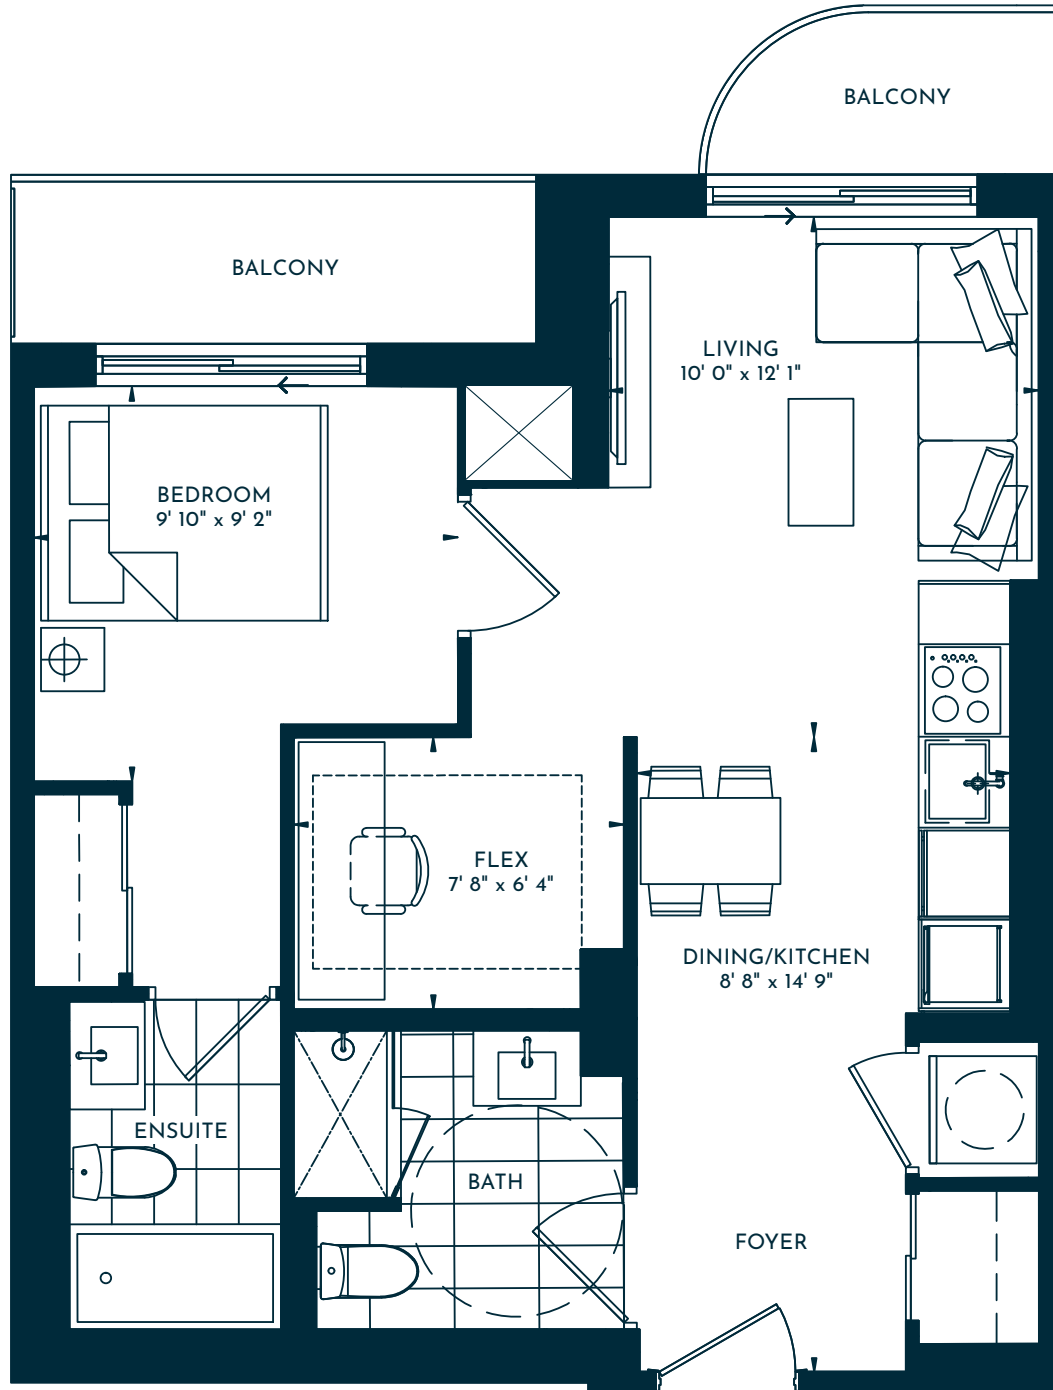 BALCONY
BALCONY
LIVING
10' 0" x 12' 1"
BEDROOM
9' 10" x 9' 2"
FLEX
7' 8" x 6' 4"
DINING/KITCHEN
8' 8" x 14' 9"
ENSUITE
BATH
FOYER